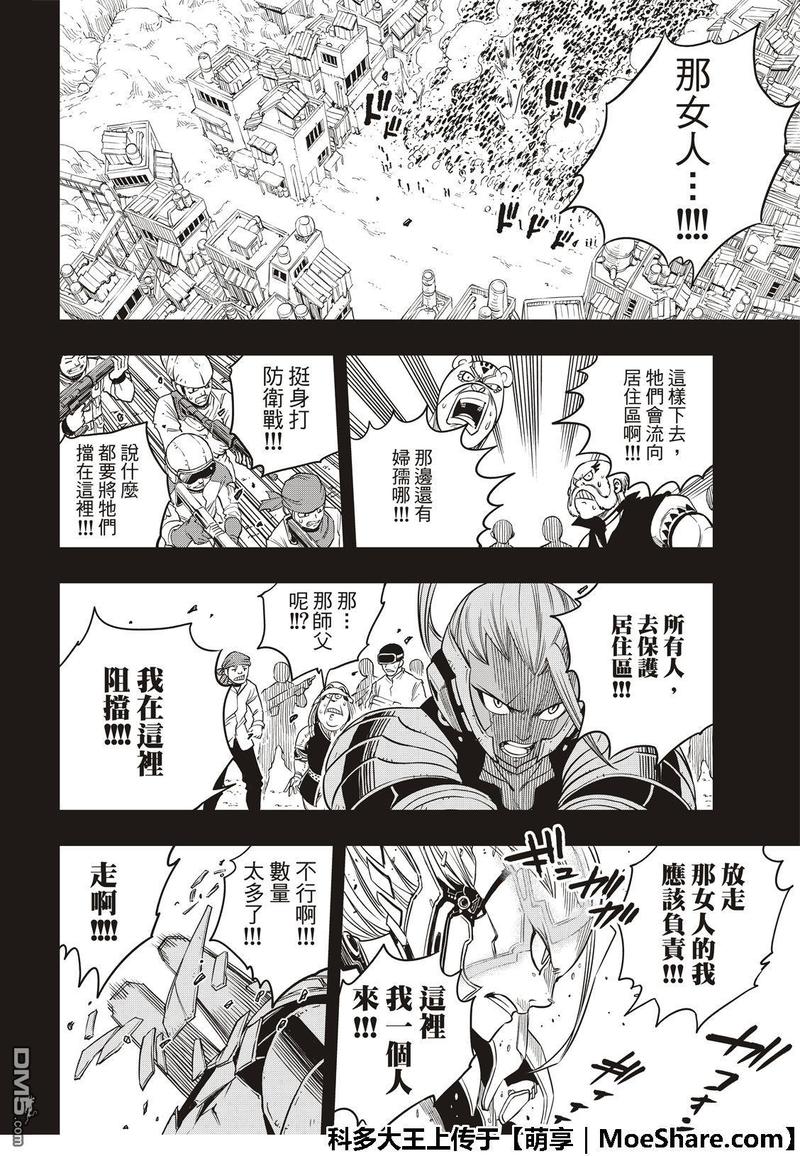 那女人…!!!!
ドドド
ドド
這樣下去，
牠們會流向
居住區啊!!!
那邊還有
婦孺哪!!!
挺身打
防衛戰!!!
說什麼
都要將牠們
擋在這裡!!!
所有人，
去保護
居住區!!!
那…
那師父
呢!!?
我在這裡
阻擋!!!!
放走
那女人的我
應該負責!!!
這裡
我一個人
來!!!
不行啊!!!
數量
太多了!!!
走啊!!!!
DM5.com
科多大王上传于【萌享】|MoeShare.com